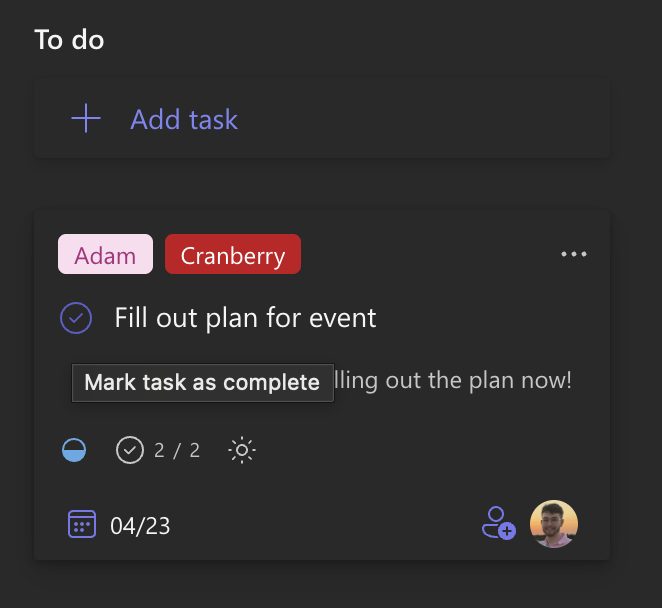 To do
Add task
Adam Cranberry
Fill out plan for event
Mark task as complete lling out the plan now!
2 / 2
04/23